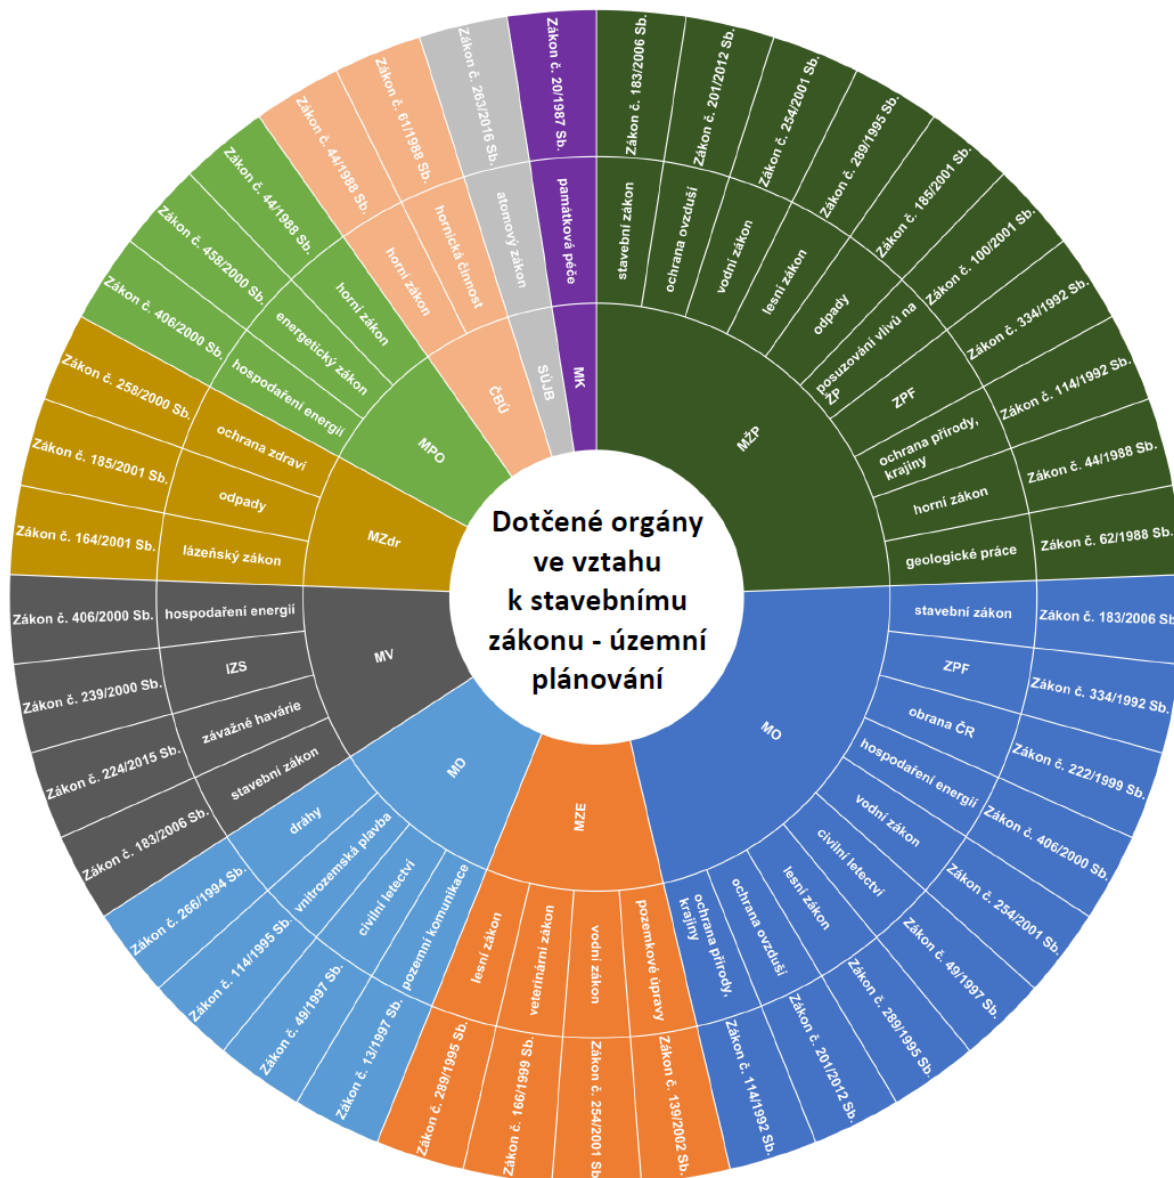 Dotčené orgány
ve vztahu
k stavebnímu
zákonu - územní
plánování
MŽP
stavební zákon
Zákon č. 183/2006 Sb.
ochrana ovzduší
Zákon č. 201/2012 Sb.
vodní zákon
Zákon č. 254/2001 Sb.
lesní zákon
Zákon č. 289/1995 Sb.
odpady
Zákon č. 185/2001 Sb.
posuzování vlivů na
ŽP
Zákon č. 100/2001 Sb.
ZPF
Zákon č. 334/1992 Sb.
ochrana přírody,
krajiny
Zákon č. 114/1992 Sb.
horní zákon
Zákon č. 44/1988 Sb.
geologické práce
Zákon č. 62/1988 Sb.
MO
stavební zákon
Zákon č. 183/2006 Sb.
ZPF
Zákon č. 334/1992 Sb.
obrana ČR
Zákon č. 222/1999 Sb.
hospodaření energií
Zákon č. 406/2000 Sb.
vodní zákon
Zákon č. 254/2001 Sb.
civilní letectví
Zákon č. 49/1997 Sb.
lesní zákon
Zákon č. 289/1995 Sb.
ochrana ovzduší
Zákon č. 201/2012 Sb.
ochrana přírody,
krajiny
Zákon č. 114/1992 Sb.
MZE
pozemkové úpravy
Zákon č. 139/2002 Sb.
vodní zákon
Zákon č. 254/2001 Sb.
veterinární zákon
Zákon č. 166/1999 Sb.
lesní zákon
Zákon č. 289/1995 Sb.
MD
pozemní komunikace
Zákon č. 13/1997 Sb.
civilní letectví
Zákon č. 49/1997 Sb.
vnitrozemská plavba
Zákon č. 114/1995 Sb.
dráhy
Zákon č. 266/1994 Sb.
MV
stavební zákon
Zákon č. 183/2006 Sb.
závažné havárie
Zákon č. 224/2015 Sb.
IZS
Zákon č. 239/2000 Sb.
hospodaření energií
Zákon č. 406/2000 Sb.
MZdr
lázeňský zákon
Zákon č. 164/2001 Sb.
odpady
Zákon č. 185/2001 Sb.
ochrana zdraví
Zákon č. 258/2000 Sb.
MPO
hospodaření energií
Zákon č. 406/2000 Sb.
energetický zákon
Zákon č. 458/2000 Sb.
horní zákon
Zákon č. 44/1988 Sb.
ČBÚ
horní zákon
Zákon č. 44/1988 Sb.
hornická činnost
Zákon č. 61/1988 Sb.
SÚJB
atomový zákon
Zákon č. 263/2016 Sb.
MK
památková péče
Zákon č. 20/1987 Sb.